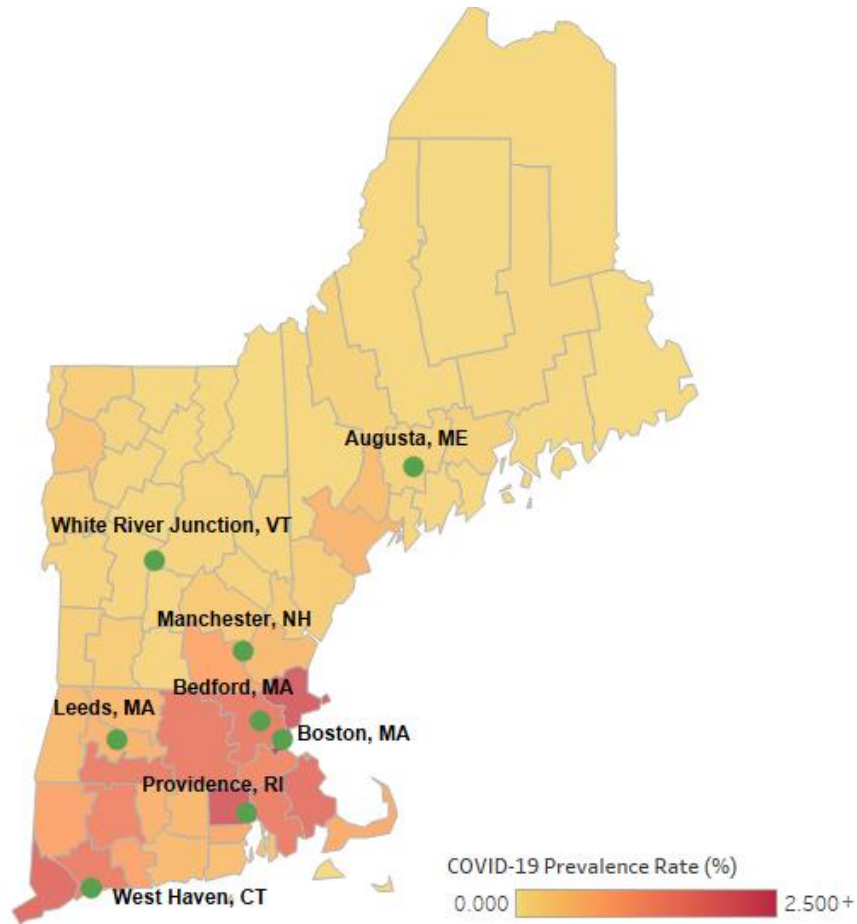 Augusta, ME
White River Junction, VT
Manchester, NH
Bedford, MA
Leeds, MA
Boston, MA
Providence, RI
West Haven, CT
COVID-19 Prevalence Rate (%)
0.000 2.500+